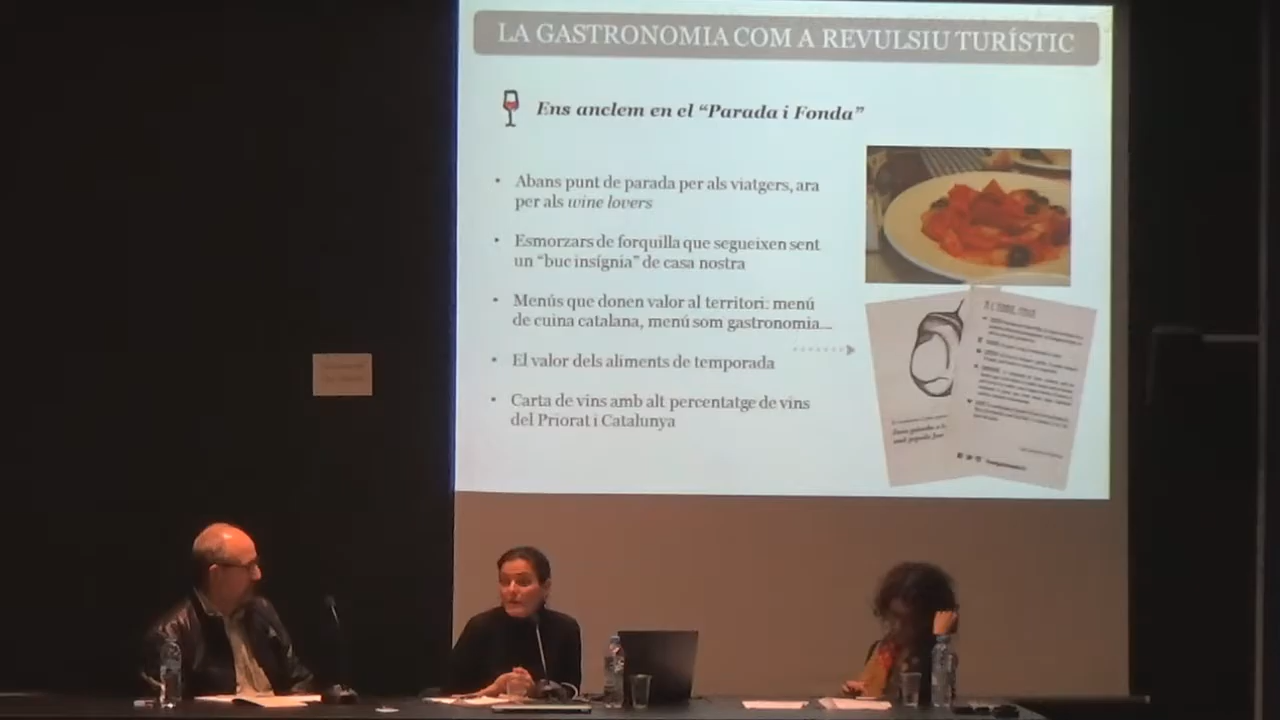 LA GASTRONOMIA COM A REVULSIU TURÍSTIC
Ens anclem en el “Parada i Fonda”
• Abans punt de parada per als viatgers, ara
per als wine lovers
• Esmorzars de forquilla que segueixen sent
un “buc insígnia” de casa nostra
• Menús que donen valor al territori: menú
de cuina catalana, menú som gastronomia...
• El valor dels aliments de temporada
• Carta de vins amb alt percentatge de vins
del Priorat i Catalunya